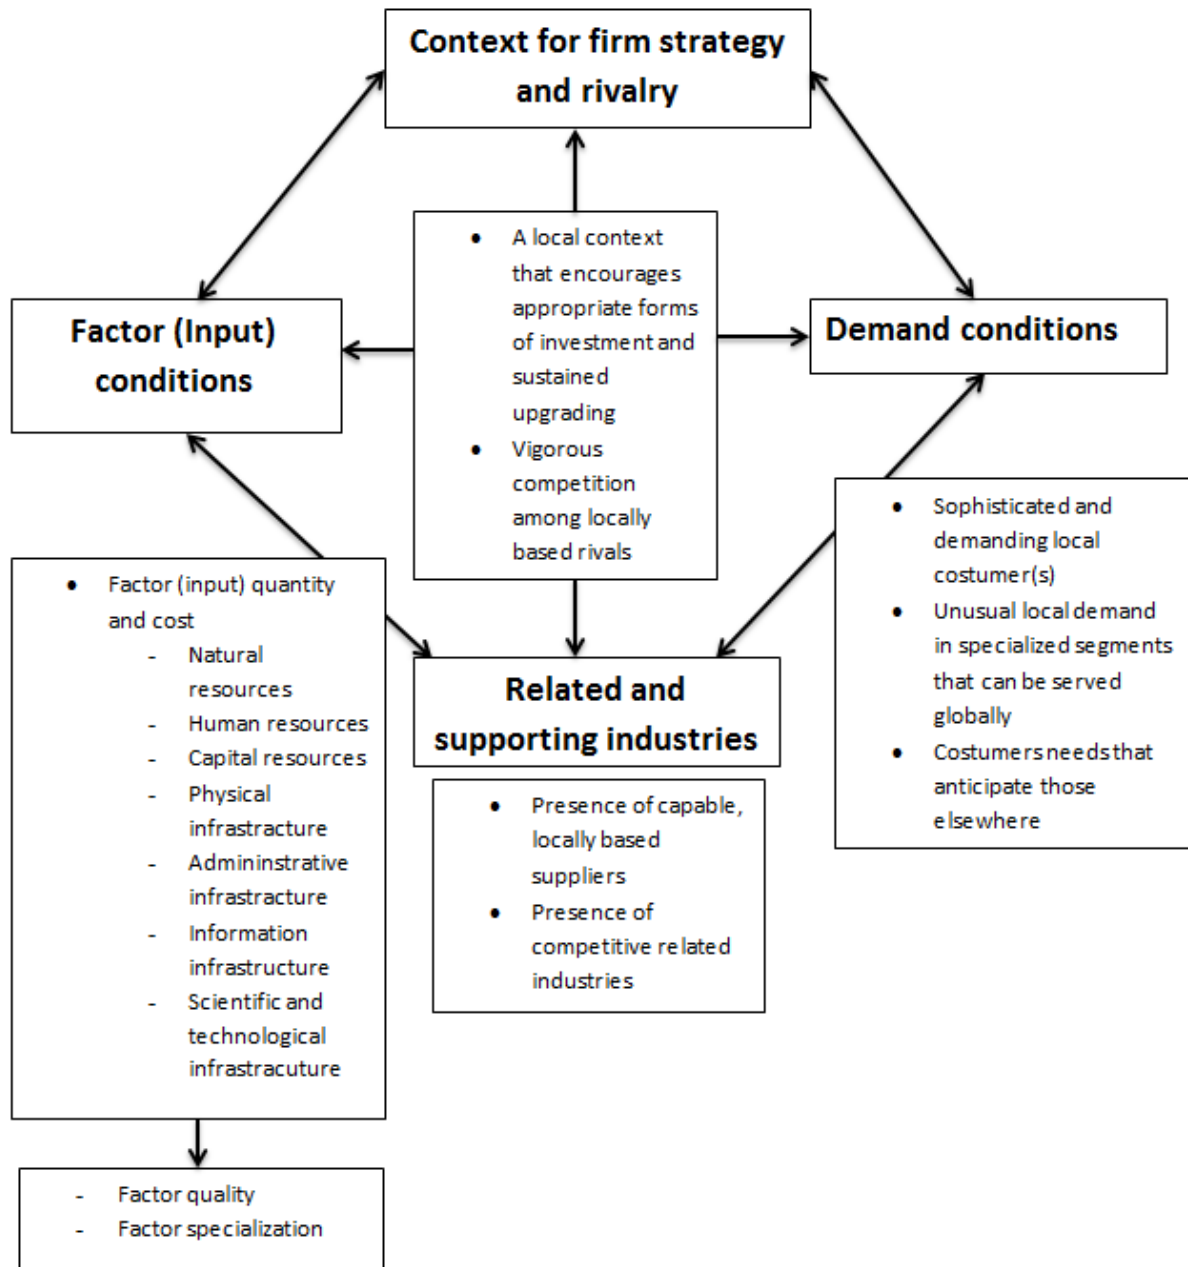 Context for firm strategy
and rivalry
• A local context
that encourages
appropriate forms
of investment and
sustained
upgrading
• Vigorous
competition
among locally
based rivals
Factor (Input)
conditions
Demand conditions
• Factor (input) quantity
and cost
- Natural
resources
- Human resources
- Capital resources
- Physical
infrastracture
- Admininstrative
infrastracture
- Information
infrastructure
- Scientific and
technological
infrastracuture
- Factor quality
- Factor specialization
Related and
supporting industries
• Presence of capable,
locally based
suppliers
• Presence of
competitive related
industries
• Sophisticated and
demanding local
costumer(s)
• Unusual local demand
in specialized segments
that can be served
globally
• Costumers needs that
anticipate those
elsewhere